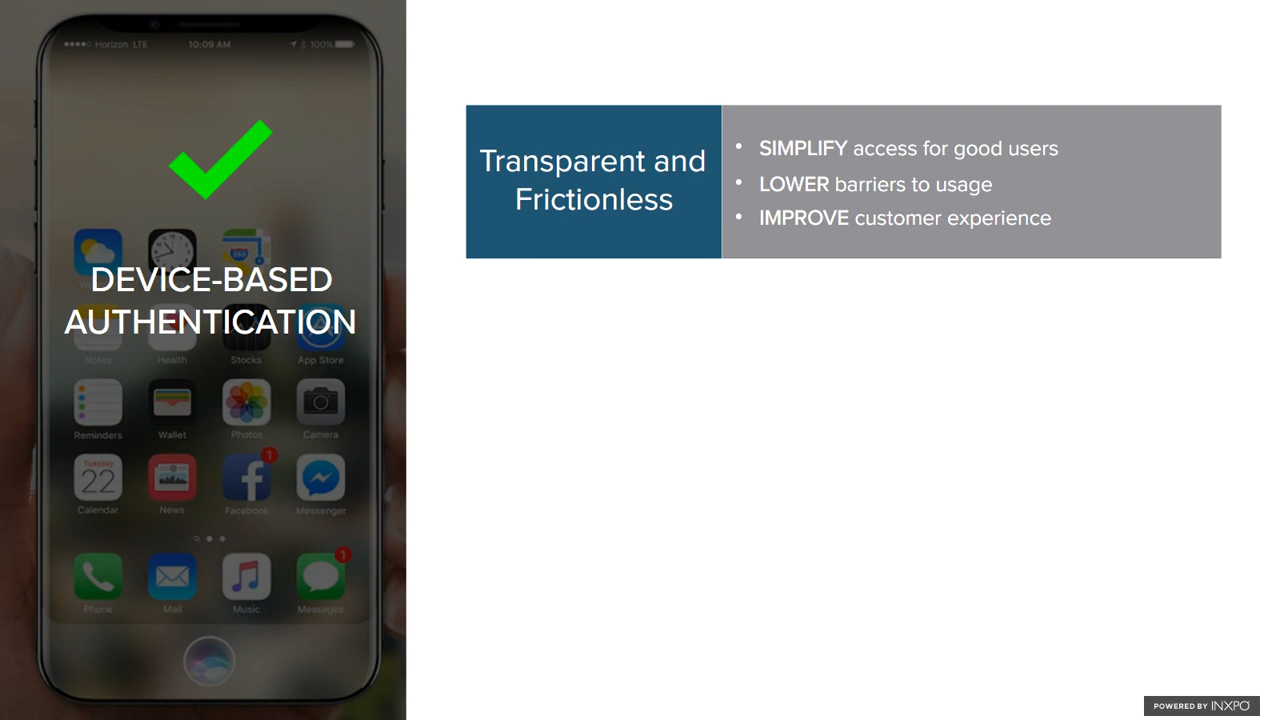 Horizon LTE
10:09 AM
100%
DEVICE-BASED
AUTHENTICATION
Notes Health Stocks App Store
Reminders Wallet Photos Camera
Tuesday
22
1
Calendar News Facebook Messenger
1
Phone Mail Music Messages
Transparent and
Frictionless
• SIMPLIFY access for good users
• LOWER barriers to usage
• IMPROVE customer experience
POWERED BY INXPO